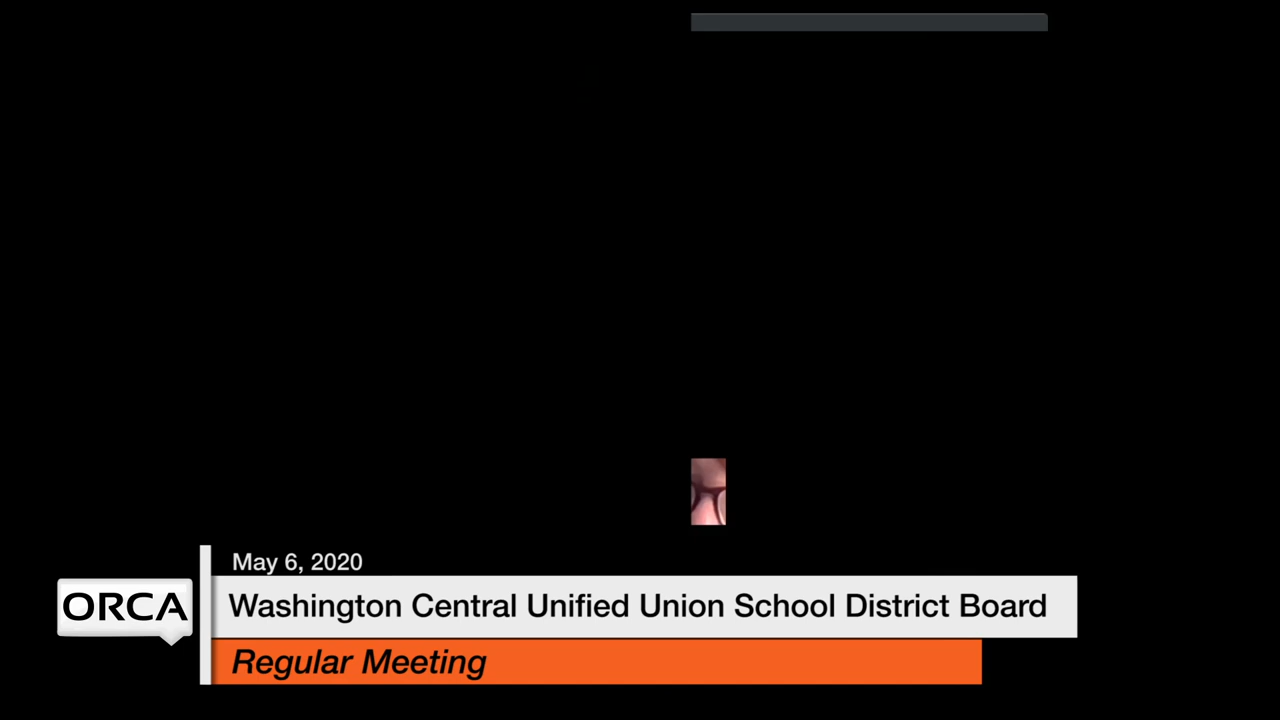 May 6, 2020
ORCA
Washington Central Unified Union School District Board
Regular Meeting